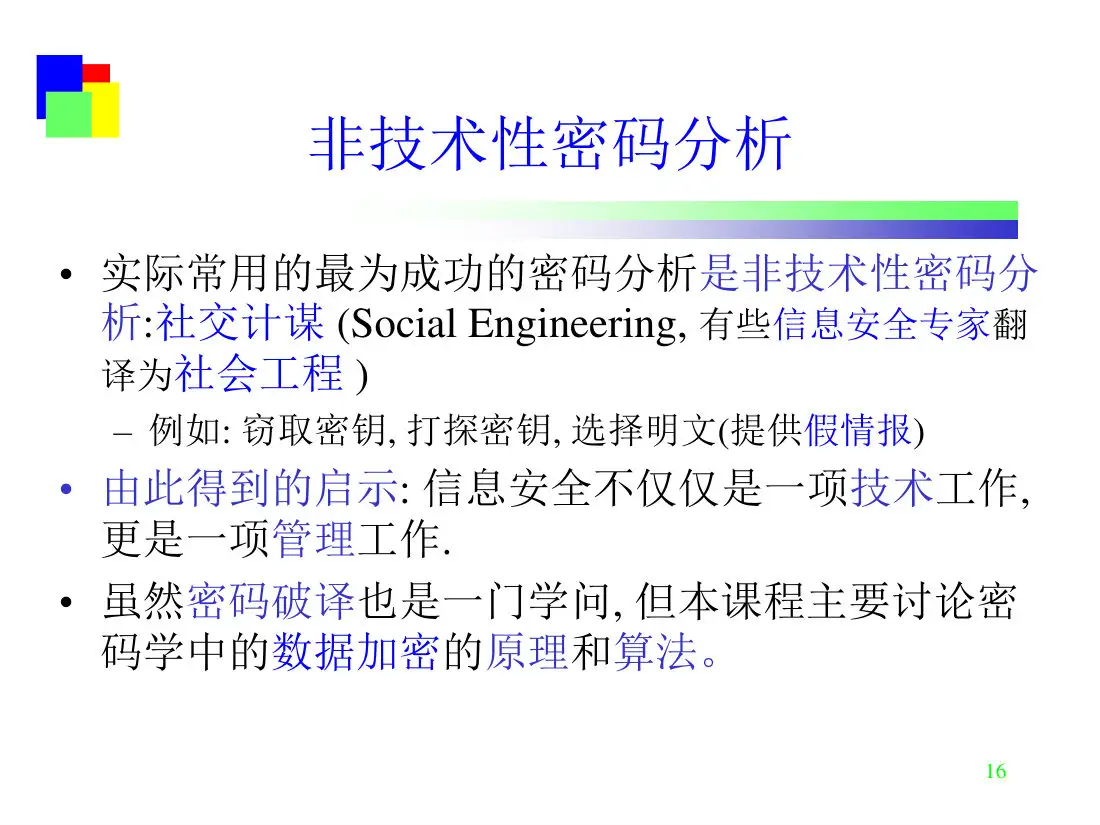 非技术性密码分析
• 实际常用的最为成功的密码分析是非技术性密码分
析:社交计谋 (Social Engineering, 有些信息安全专家翻
译为社会工程 )
– 例如: 窃取密钥, 打探密钥, 选择明文(提供假情报)
• 由此得到的启示: 信息安全不仅仅是一项技术工作,
更是一项管理工作.
• 虽然密码破译也是一门学问, 但本课程主要讨论密
码学中的数据加密的原理和算法。
16